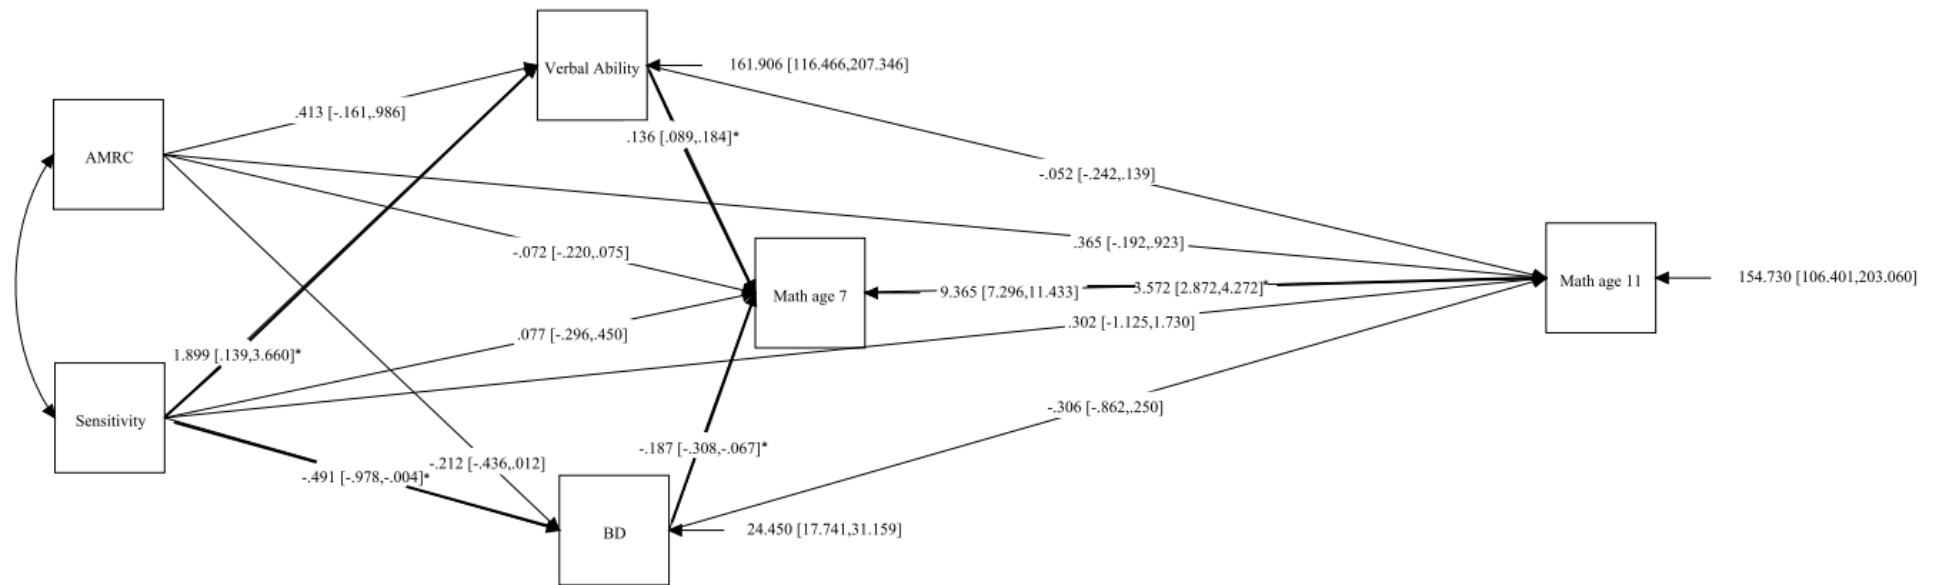 Verbal Ability
161.906 [116.466,207.346]
.413 [-.161,.986]
.136 [.089,.184]*
AMRC
-.052 [-.242,.139]
.365 [-.192,.923]
-.072 [-.220,.075]
Math age 7
9.365 [7.296,11.433]
3.572 [2.872,4.272]*
Math age 11
154.730 [106.401,203.060]
.302 [-1.125,1.730]
.077 [-.296,.450]
1.899 [.139,3.660]*
Sensitivity
-.306 [-.862,.250]
-.187 [-.308,-.067]*
-.212 [-.436,.012]
-.491 [-.978,-.004]*
BD
24.450 [17.741,31.159]